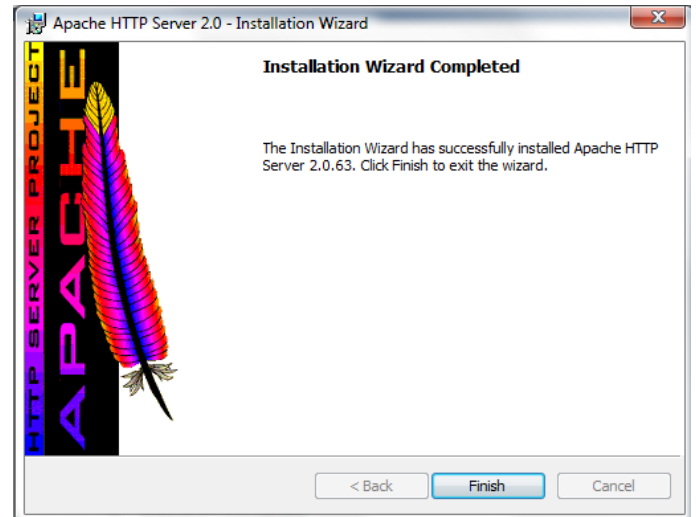 Apache HTTP Server 2.0 - Installation Wizard
X
HTTP SERVER PROJECT
APACHE
Installation Wizard Completed
The Installation Wizard has successfully installed Apache HTTP
Server 2.0.63. Click Finish to exit the wizard.
< Back
Finish
Cancel